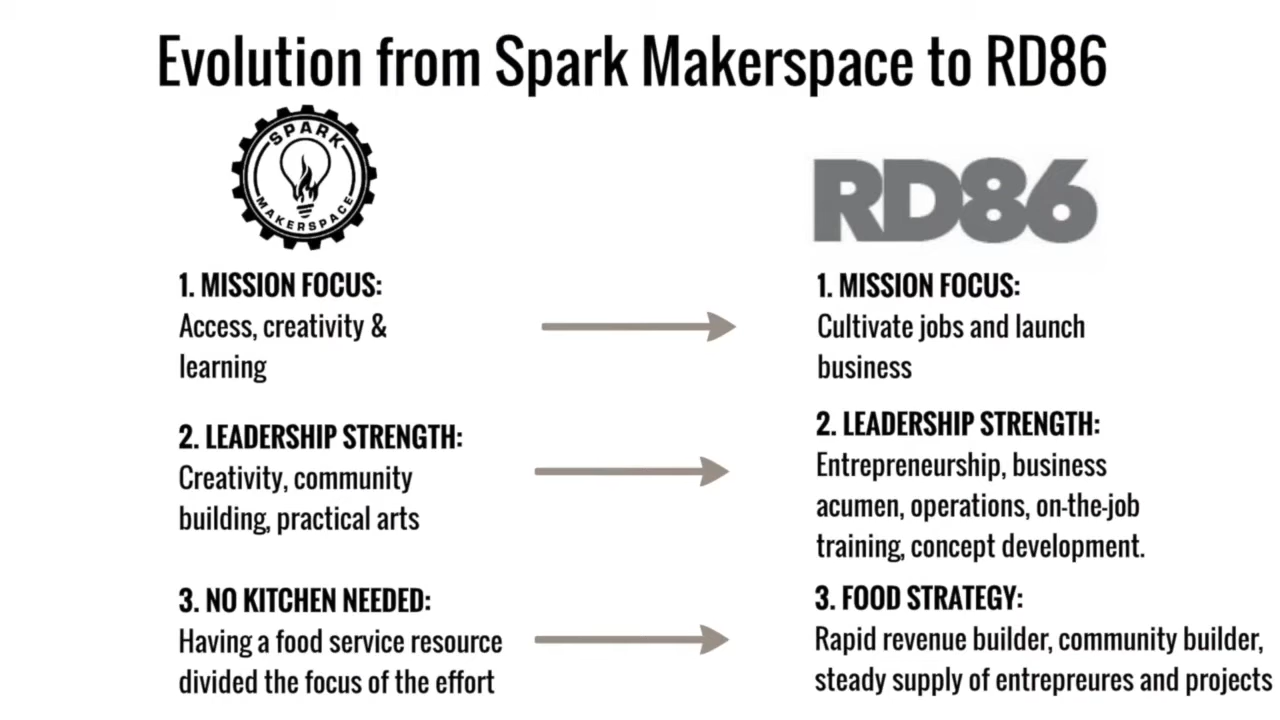 Evolution from Spark Makerspace to RD86
SPARK
MAKERSPACE
1. MISSION FOCUS:
Access, creativity &
learning
2. LEADERSHIP STRENGTH:
Creativity, community
building, practical arts
3. NO KITCHEN NEEDED:
Having a food service resource
divided the focus of the effort
RD86
1. MISSION FOCUS:
Cultivate jobs and launch
business
2. LEADERSHIP STRENGTH:
Entrepreneurship, business
acumen, operations, on-the-job
training, concept development.
3. FOOD STRATEGY:
Rapid revenue builder, community builder,
steady supply of entrepreures and projects